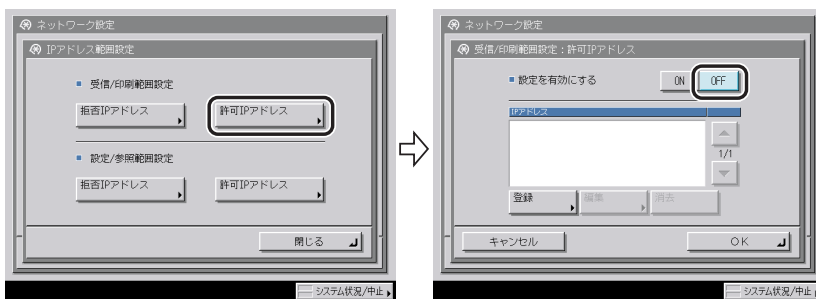 ネットワーク設定
IPアドレス範囲設定
受信/印刷範囲設定
拒否IPアドレス 許可IPアドレス
設定/参照範囲設定
拒否IPアドレス 許可IPアドレス
閉じる
システム状況/中止
ネットワーク設定
受信/印刷範囲設定:許可IPアドレス
設定を有効にする ON OFF
IPアドレス
1/1
登録 編集 消去
キャンセル OK
システム状況/中止